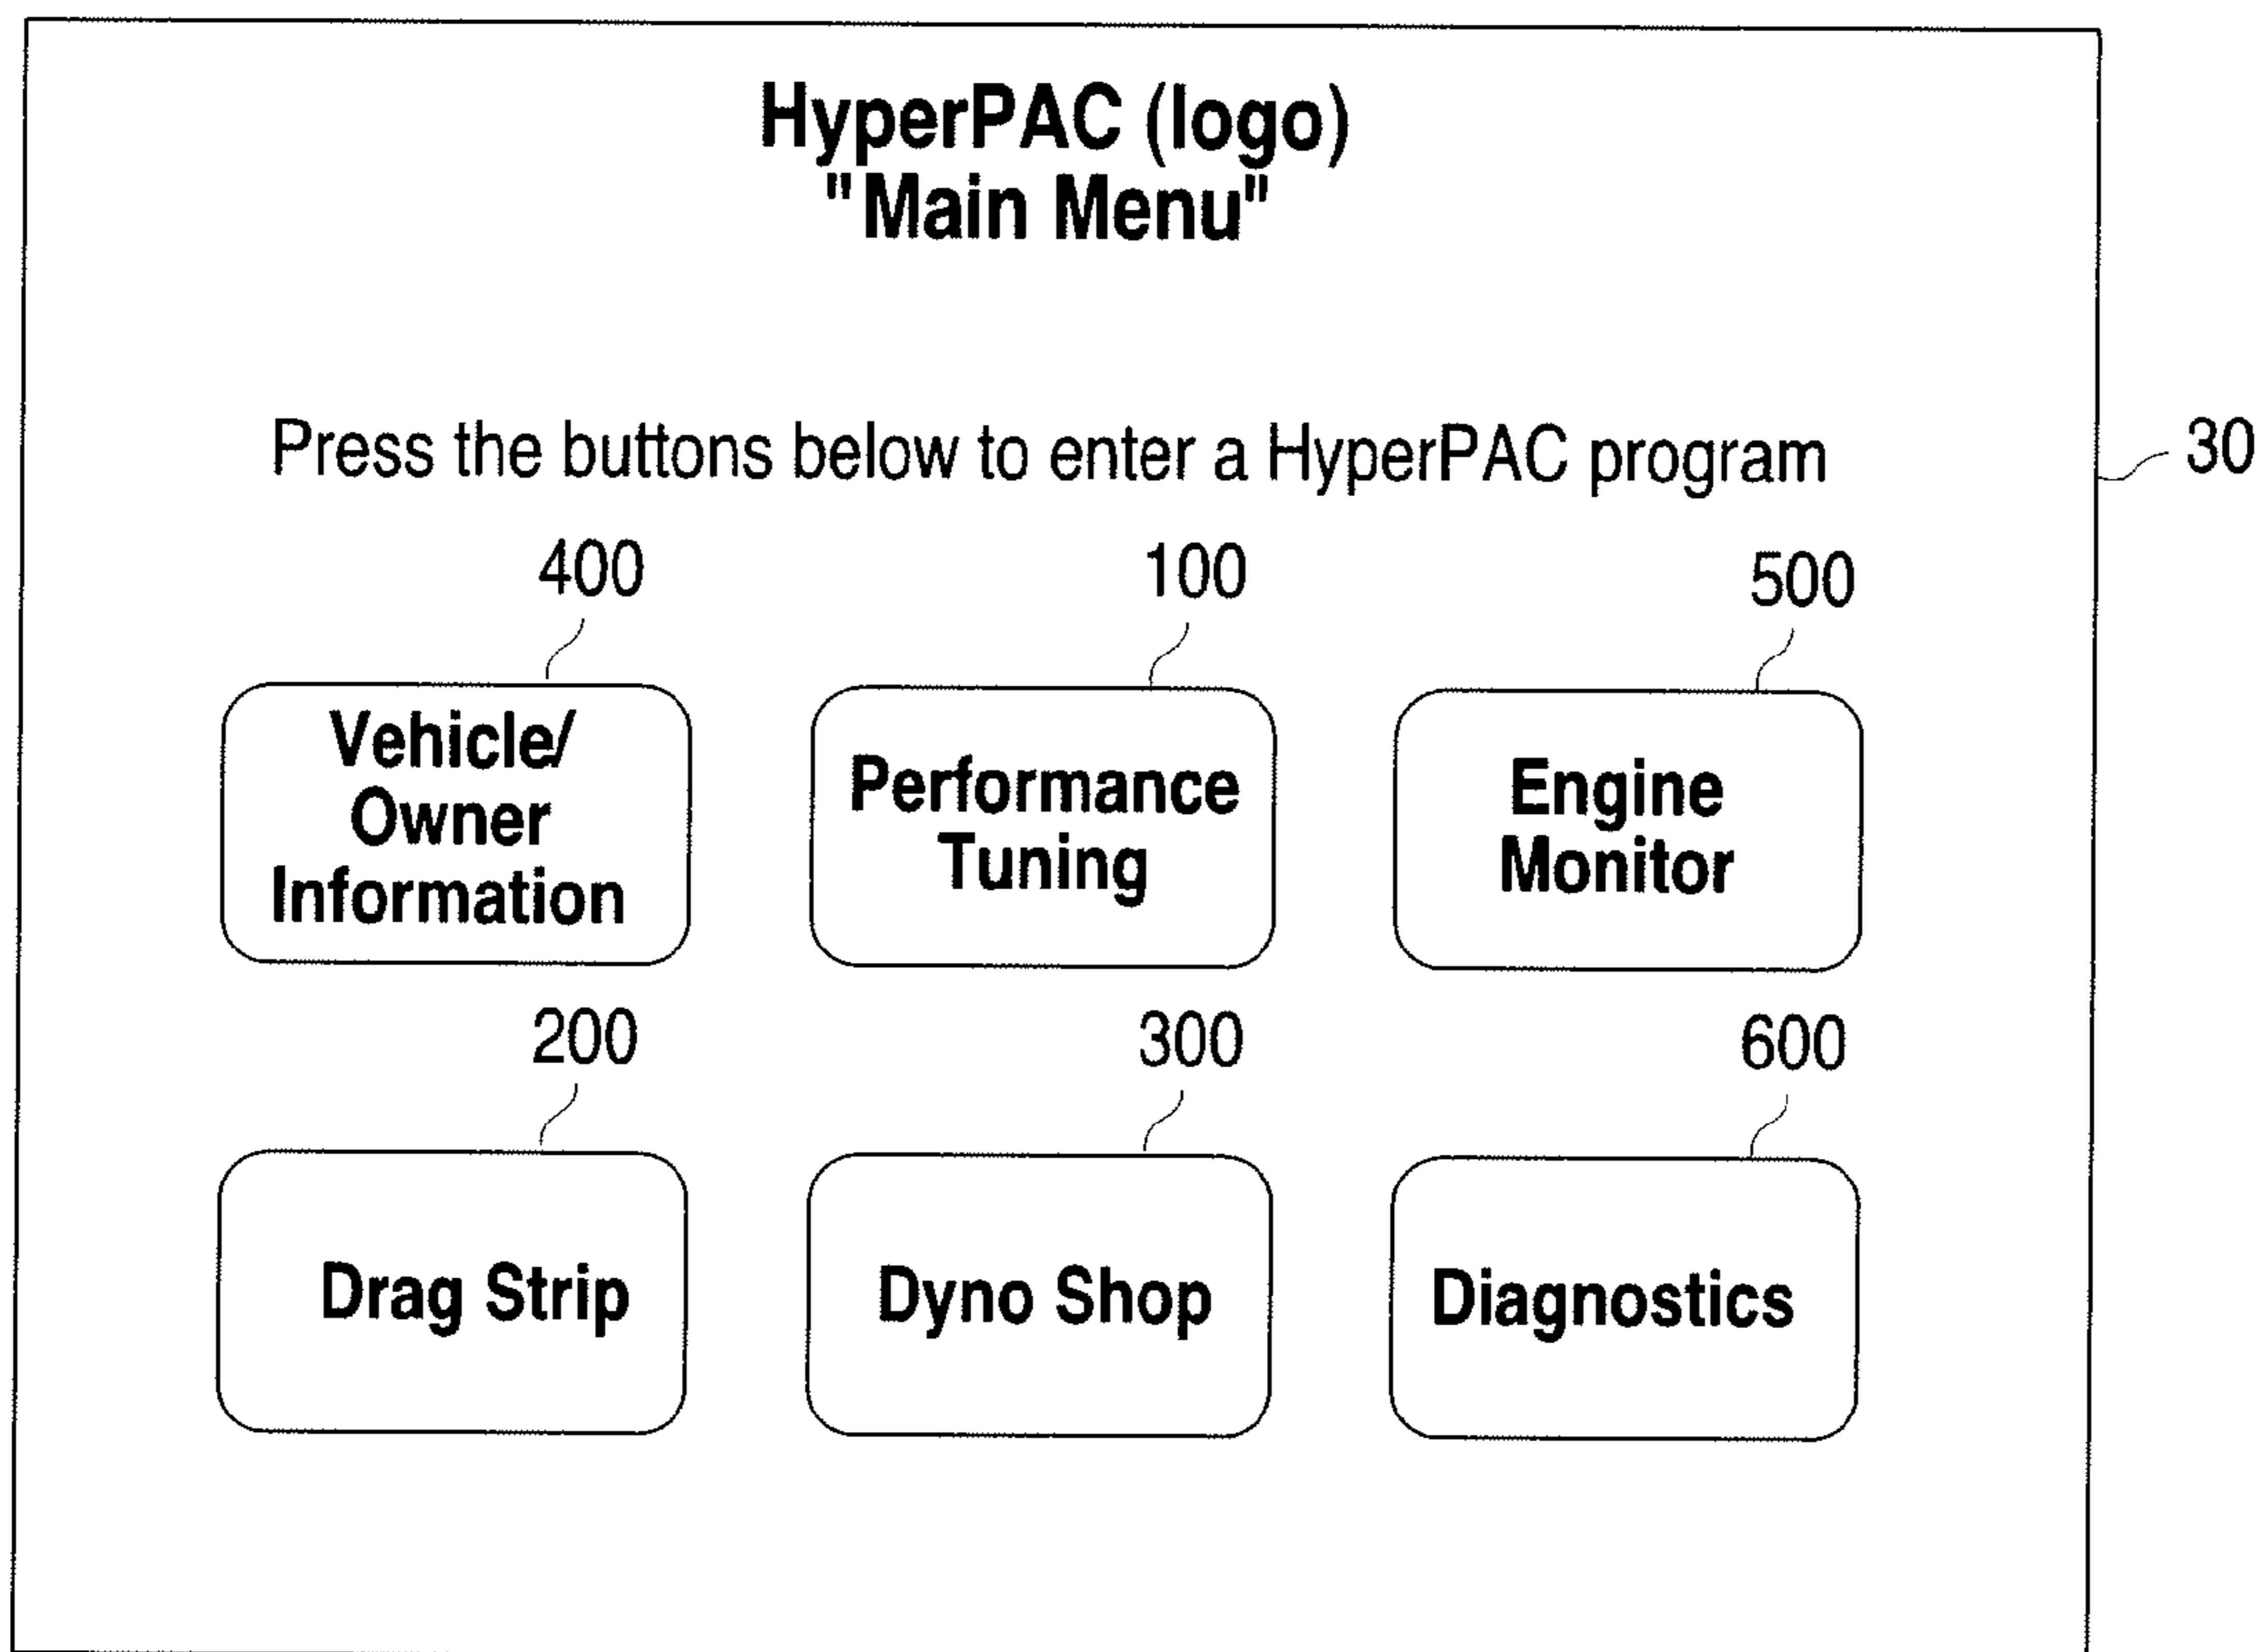 HyperPAC (logo)
"Main Menu"
Press the buttons below to enter a HyperPAC program
30
400
100
500
Vehicle/
Owner
Information
Performance
Tuning
Engine
Monitor
200
300
600
Drag Strip
Dyno Shop
Diagnostics